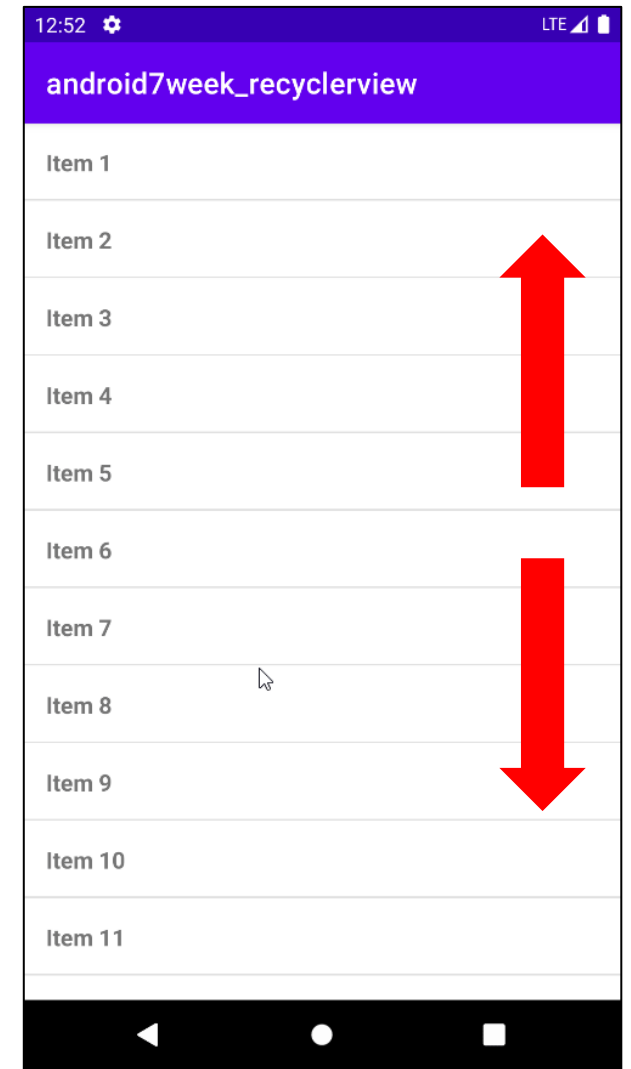 12:52 LTE
android7week_recyclerview
Item 1
Item 2
Item 3
Item 4
Item 5
Item 6
Item 7
Item 8
Item 9
Item 10
Item 11